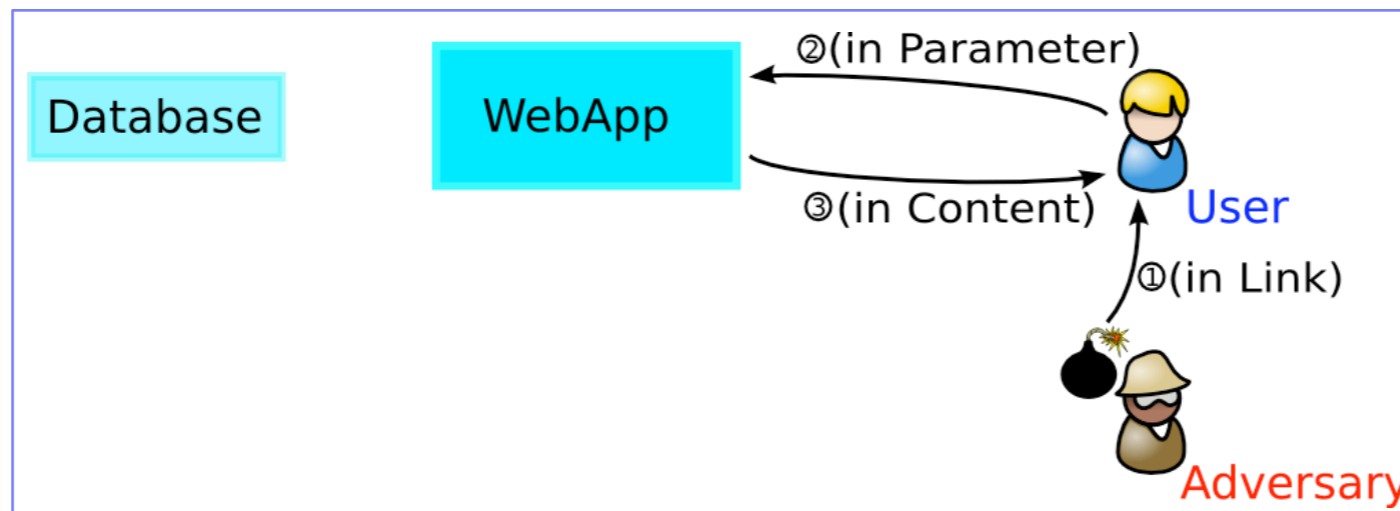 ②(in Parameter)
Database
WebApp
③(in Content)
User
①(in Link)
Adversary